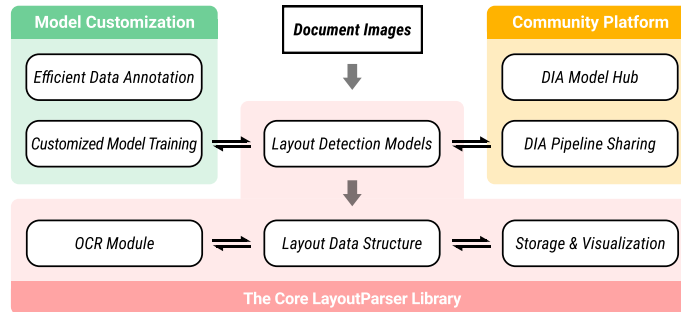 Model Customization
Document Images
Community Platform
Efficient Data Annotation
DIA Model Hub
Customized Model Training
Layout Detection Models
DIA Pipeline Sharing
OCR Module
Layout Data Structure
Storage & Visualization
The Core LayoutParser Library